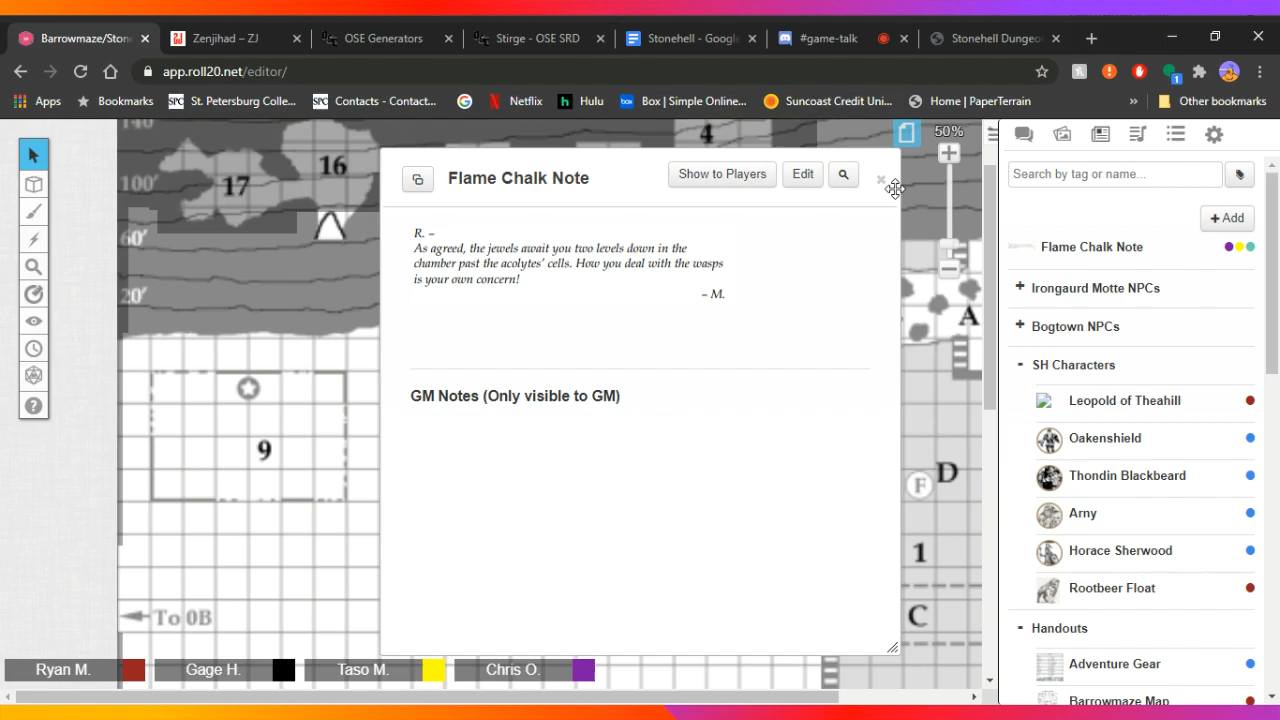 Barrowmaze/Ston
Zenjihad – ZJ
OSE Generators
Stirge - OSE SRD
Stonehell - Goog
#game-talk
Stonehell Dungeo
app.roll20.net/editor/
1
Apps
Bookmarks
SPC St. Petersburg Colle...
SPC Contacts - Contact...
Netflix
h Hulu
box Box | Simple Online...
Suncoast Credit Uni...
Home | PaperTerrain
»
Other bookmarks
140
100'
60'
20'
17
16
4
9
A
D
F
1
C
To 0B
50%
Flame Chalk Note
Show to Players
Edit
R. –
As agreed, the jewels await you two levels down in the
chamber past the acolytes' cells. How you deal with the wasps
is your own concern!
– M.
GM Notes (Only visible to GM)
Search by tag or name...
+ Add
Flame Chalk Note
Irongaurd Motte NPCs
Bogtown NPCs
SH Characters
Leopold of Theahill
Oakenshield
Thondin Blackbeard
Arny
Horace Sherwood
Rootbeer Float
Handouts
Adventure Gear
Barrowmaze Map
Ryan M.
Gage H.
Taso M.
Chris O.